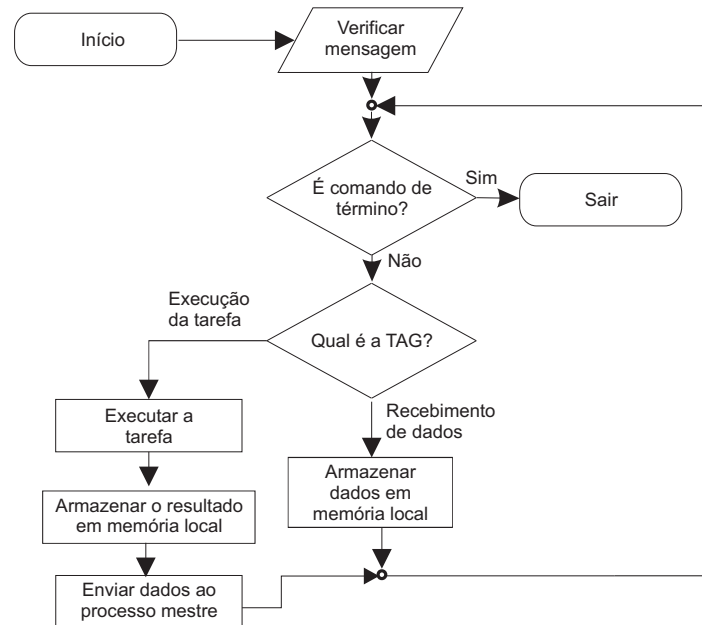 Início
Verificar
mensagem
É comando de
término?
Sim
Sair
Não
Execução
da tarefa
Qual é a TAG?
Executar a
tarefa
Recebimento
de dados
Armazenar o resultado
em memória local
Armazenar
dados em
memória local
Enviar dados ao
processo mestre